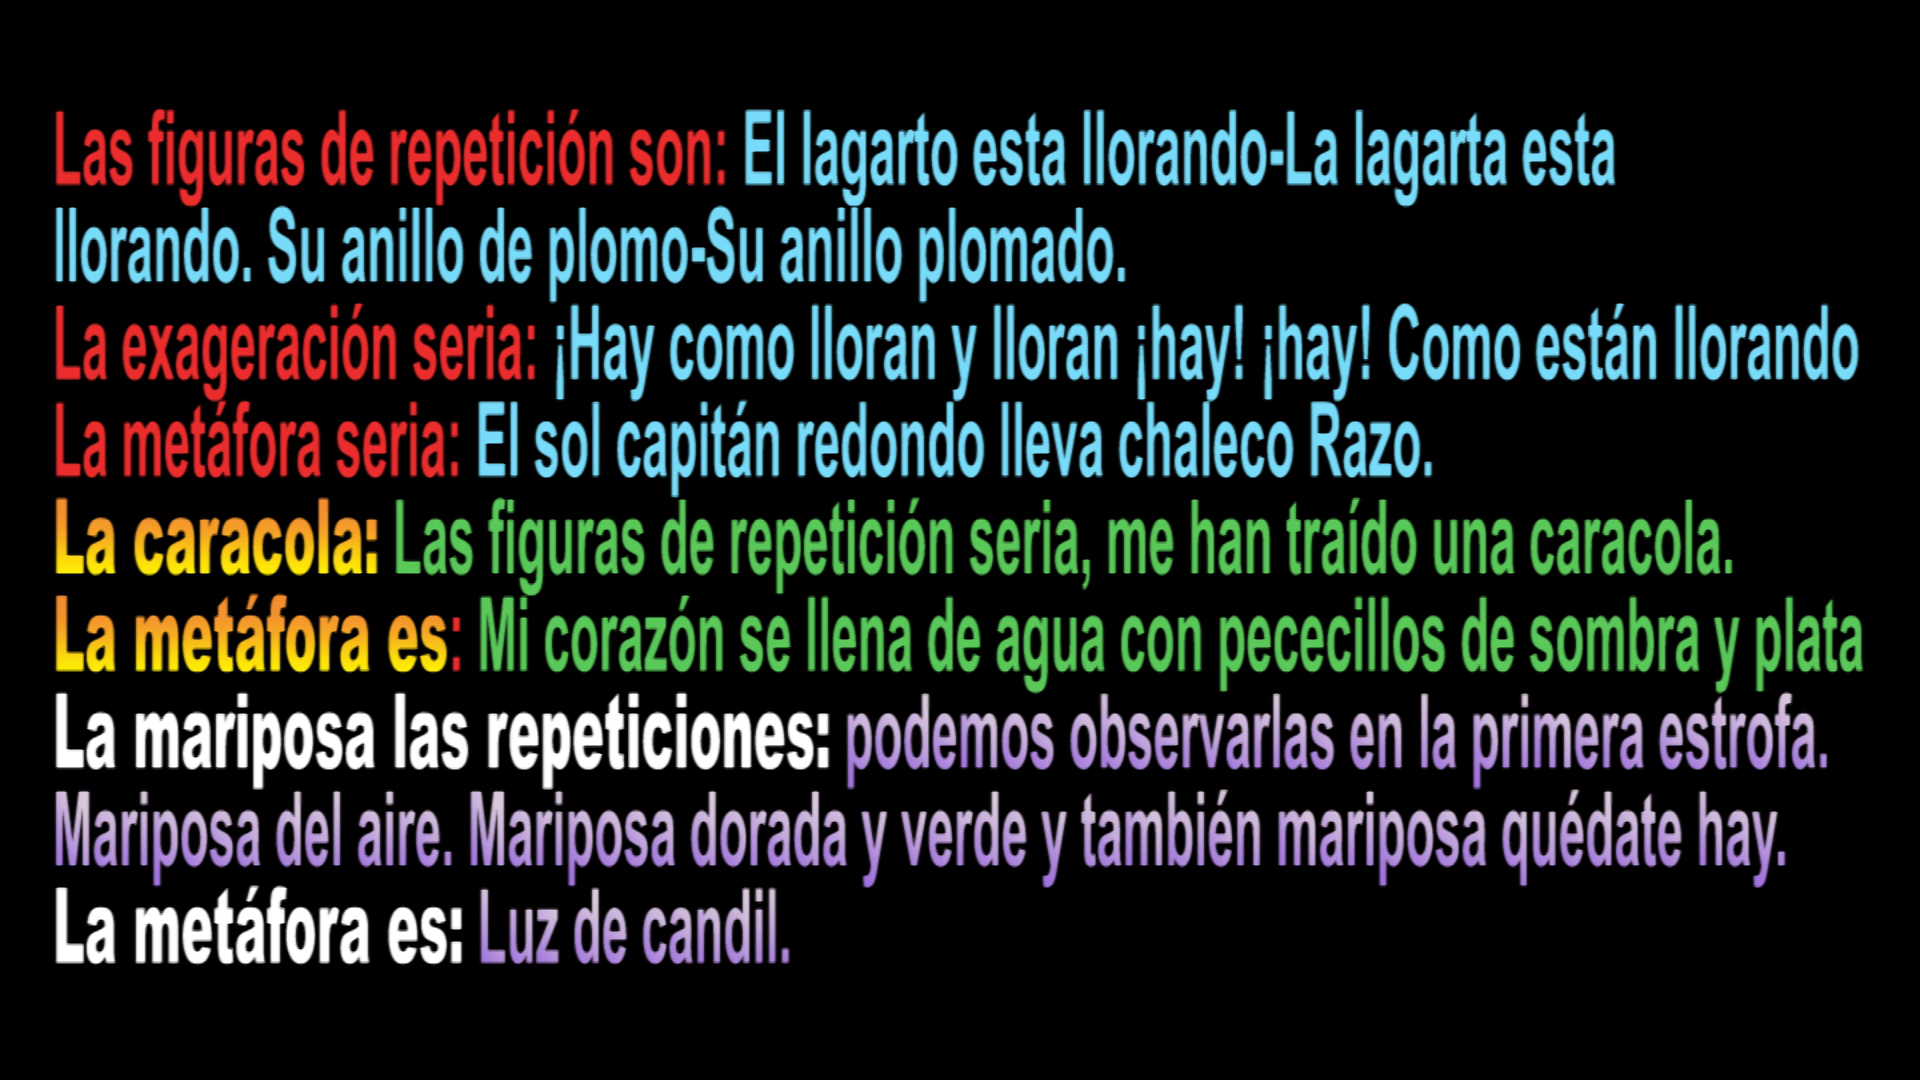 Las figuras de repetición son: El lagarto esta llorando-La lagarta esta
llorando. Su anillo de plomo-Su anillo plomado.
La exageración seria: ¡Hay como lloran y lloran ¡hay! ¡hay! Como están llorando
La metáfora seria: El sol capitán redondo lleva chaleco Razo.
La caracola: Las figuras de repetición seria, me han traído una caracola.
La metáfora es: Mi corazón se llena de agua con pececillos de sombra y plata
La mariposa las repeticiones: podemos observarlas en la primera estrofa.
Mariposa del aire. Mariposa dorada y verde y también mariposa quédate hay.
La metáfora es: Luz de candil.